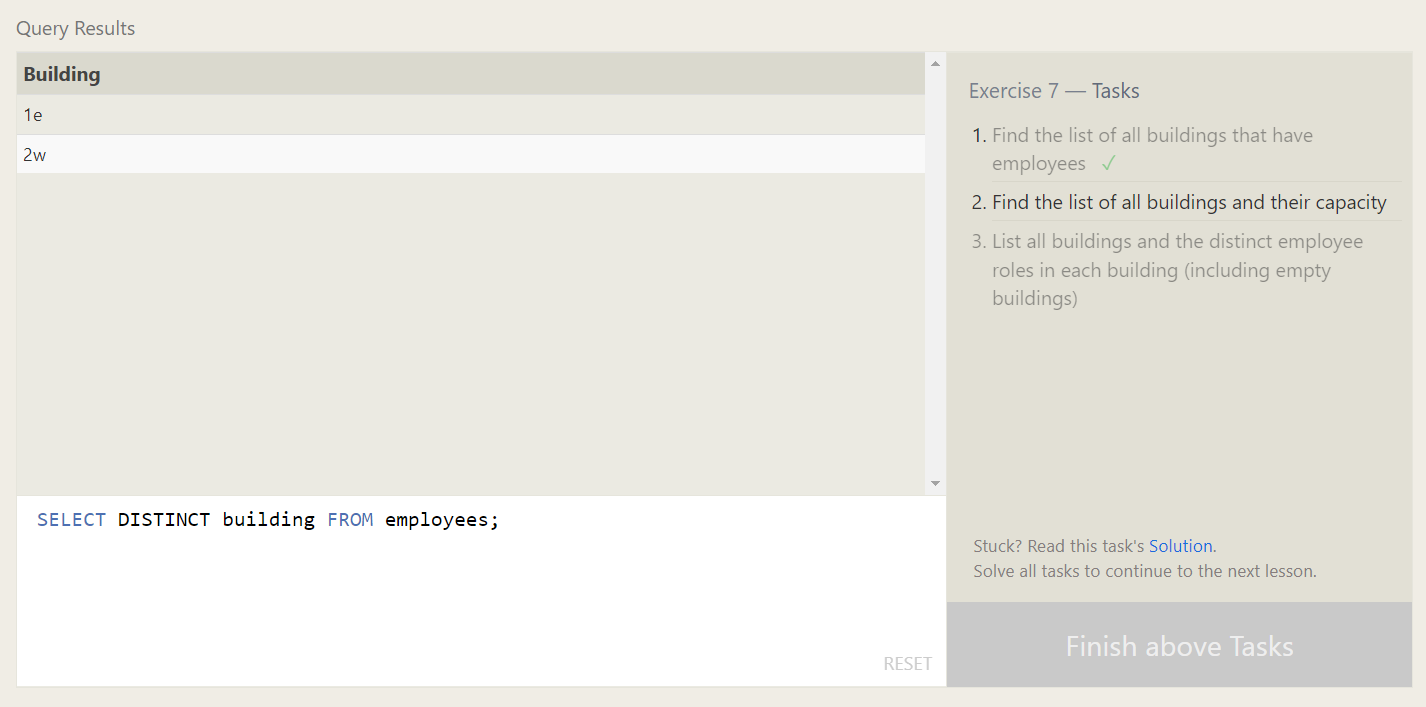 Query Results
Building
1e
2w
SELECT DISTINCT building FROM employees;
RESET
Exercise 7 — Tasks
1. Find the list of all buildings that have
employees ✓
2. Find the list of all buildings and their capacity
3. List all buildings and the distinct employee
roles in each building (including empty
buildings)
Stuck? Read this task's Solution.
Solve all tasks to continue to the next lesson.
Finish above Tasks